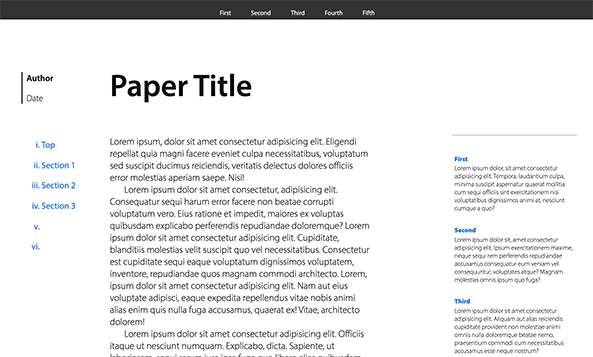 First Second Third Fourth Fifth
Author
Date
Paper Title
i. Top
ii. Section 1
iii. Section 2
iv. Section 3
v.
vi.
Lorem ipsum, dolor sit amet consectetur adipisicing elit. Eligendi
repellat quia magni facere eveniet culpa necessitatibus, voluptatum
sed suscipit ducimus reiciendis, veritatis delectus dolores officiis
error molestias aperiam saepe. Nisi!
Lorem ipsum dolor sit amet consectetur, adipisicing elit.
Consequatur sequi harum error facere non beatae corrupti
voluptatum vero. Eius ratione et impedit, maiores ex voluptas
quibusdam explicabo perferendis repudiandae doloremque? Lorem
ipsum dolor sit amet consectetur adipisicing elit. Cupiditate,
blanditiis molestias velit suscipit quo vel necessitatibus. Consectetur
est cupiditate sequi eaque voluptatum dignissimos voluptatem,
inventore, repudiandae quos magnam commodi architecto. Lorem,
ipsum dolor sit amet consectetur adipisicing elit. Nam aut eius
voluptate adipisci, eaque expedita repellendus vitae nobis animi
alias enim quis nulla fuga accusamus, quaerat ex! Vitae, architecto
dolorem!
Lorem ipsum dolor sit amet consectetur adipisicing elit. Officiis
itaque ut nesciunt numquam. Explicabo, dicta. Sapiente, ut
First
Lorem ipsum dolor, sit amet consectetur
adipisicing elit. Tempora, laudantium culpa,
minima suscipit aspernatur quaerat mollitia
cum sequi officiis sint exercitationem nisi
voluptatibus dignissimos animi at, nesciunt
cumque a quo?
Second
Lorem ipsum dolor sit amet consectetur
adipisicing elit. Ipsum exercitationem maxime,
neque sequi rem perferendis repudiandae
accusamus consequatur eum veniam vel
consequuntur, voluptates atque? Magnam
molestias omnis ipsum quo fuga?
Third
Lorem ipsum dolor sit amet consectetur
adipisicing elit. Aliquam aut alias reiciendis
cupiditate provident non molestiae animi
dolorum nulla dolorum beatae nemo,
praesentium commodi cum nesciunt
accusamus esse neque nostrum?